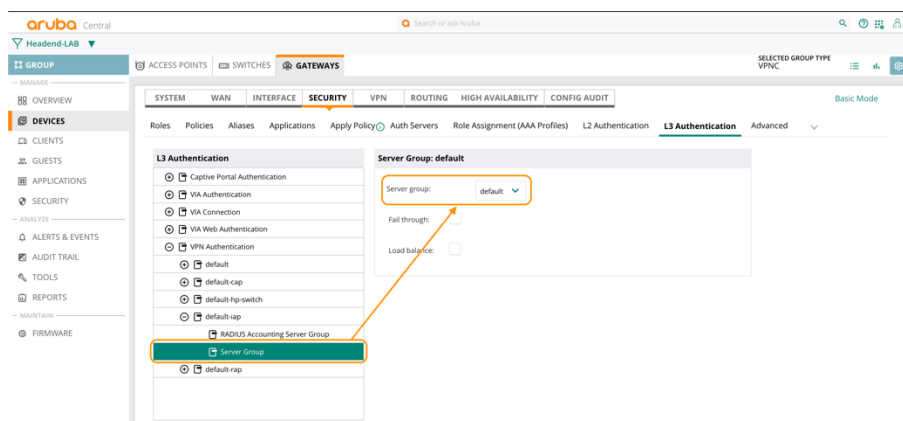 aruba Central
Search or ask Aruba
Headend-LAB
GROUP
ACCESS POINTS SWITCHES GATEWAYS
SELECTED GROUP TYPE
VPNC
MANAGE
OVERVIEW
DEVICES
CLIENTS
GUESTS
APPLICATIONS
SECURITY
ANALYZE
ALERTS & EVENTS
AUDIT TRAIL
TOOLS
REPORTS
MAINTAIN
FIRMWARE
SYSTEM WAN INTERFACE SECURITY VPN ROUTING HIGH AVAILABILITY CONFIG AUDIT
Basic Mode
Roles Policies Aliases Applications Apply Policy Auth Servers Role Assignment (AAA Profiles) L2 Authentication L3 Authentication Advanced
L3 Authentication
Captive Portal Authentication
VIA Authentication
VIA Connection
VIA Web Authentication
VPN Authentication
default
default-cap
default-hp-switch
default-iap
RADIUS Accounting Server Group
Server Group
default-rap
Server Group: default
Server group: default
Fail through:
Load balance: